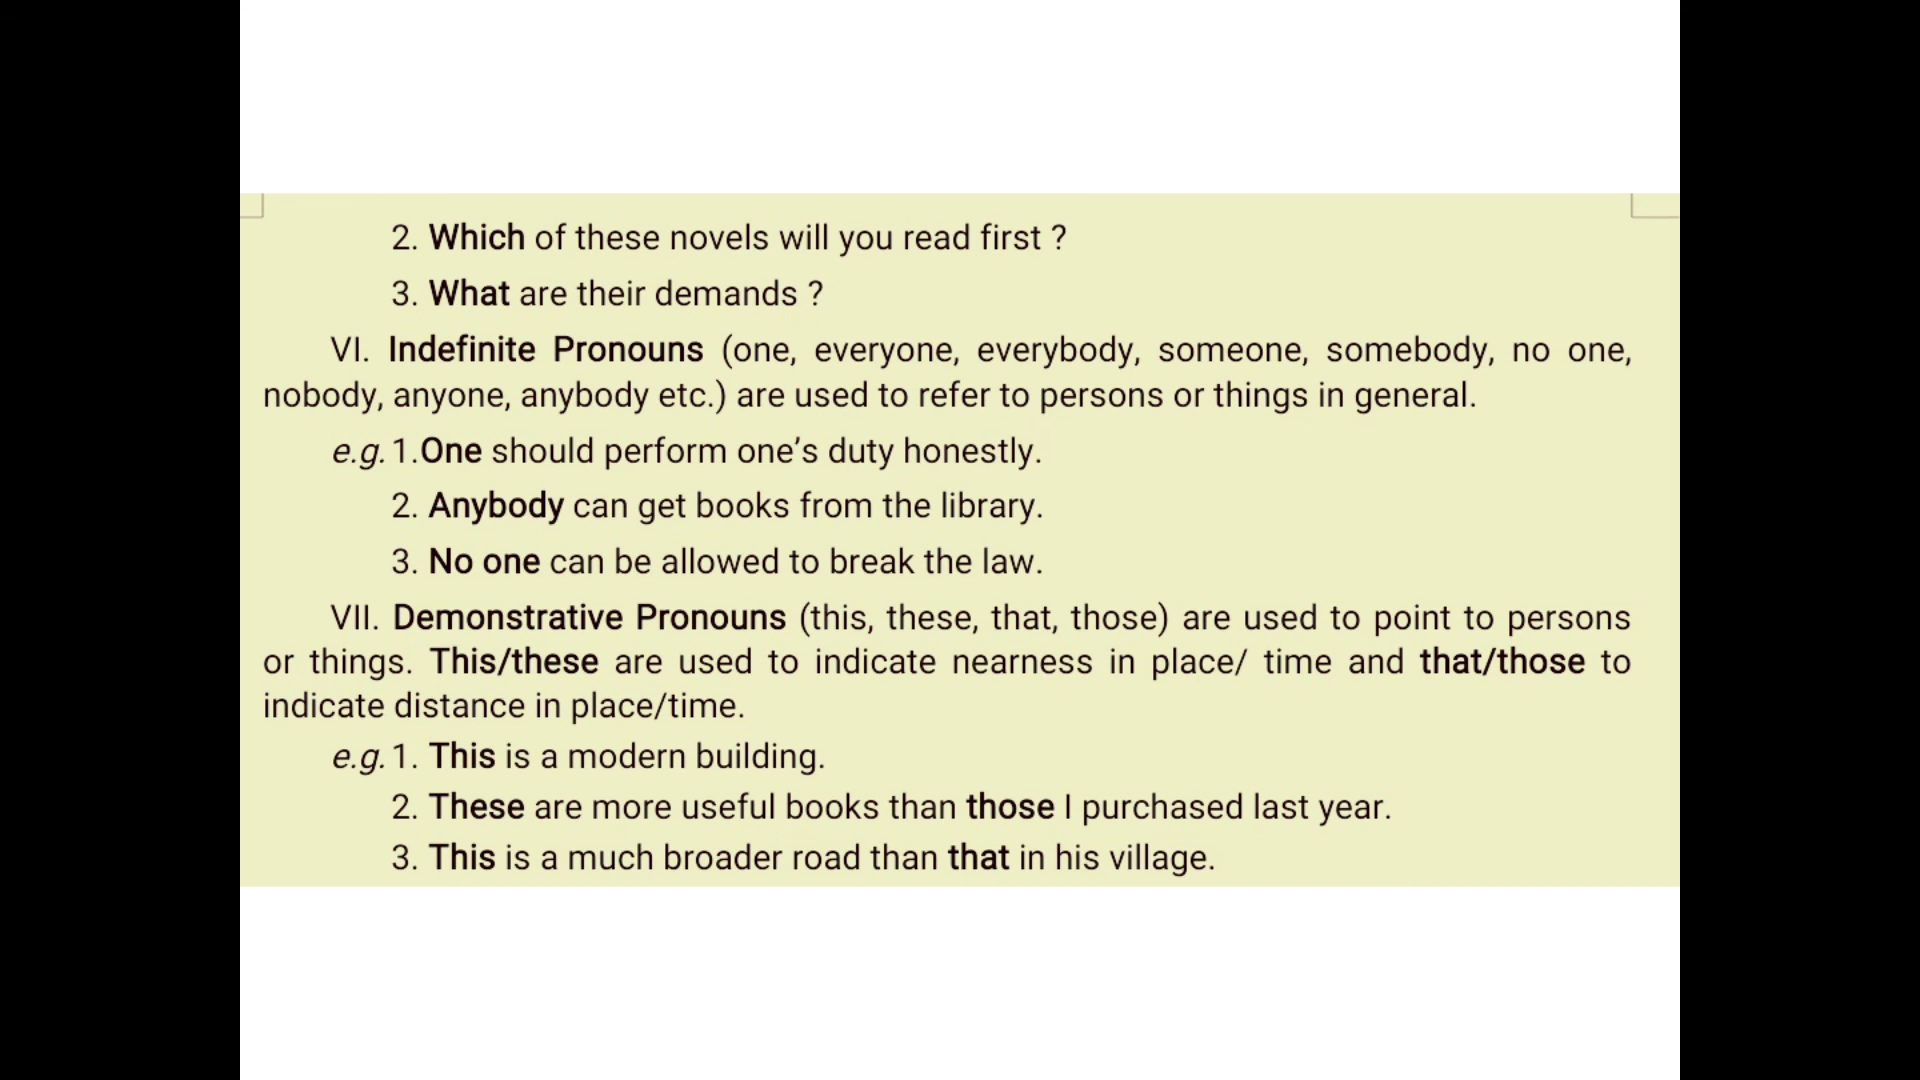 2. Which of these novels will you read first ?
3. What are their demands ?
VI. Indefinite Pronouns (one, everyone, everybody, someone, somebody, no one,
nobody, anyone, anybody etc.) are used to refer to persons or things in general.
e.g. 1.One should perform one’s duty honestly.
2. Anybody can get books from the library.
3. No one can be allowed to break the law.
VII. Demonstrative Pronouns (this, these, that, those) are used to point to persons
or things. This/these are used to indicate nearness in place/ time and that/those to
indicate distance in place/time.
e.g. 1. This is a modern building.
2. These are more useful books than those I purchased last year.
3. This is a much broader road than that in his village.